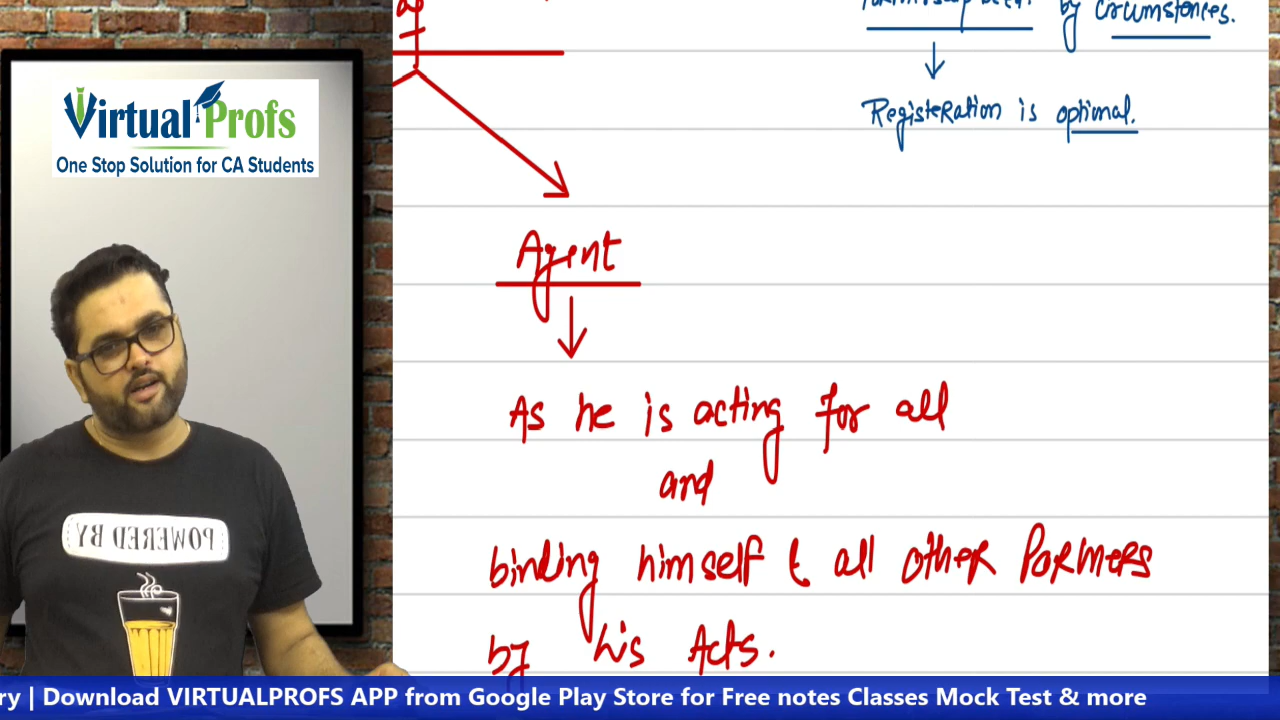 Virtual Profs
One Stop Solution for CA Students
POWERED BY
by circumstances.
Registeration is optional.
Agent
As he is acting for all
and
binding himself & all other Partners
by his Acts.
ry | Download VIRTUALPROFS APP from Google Play Store for Free notes Classes Mock Test & more